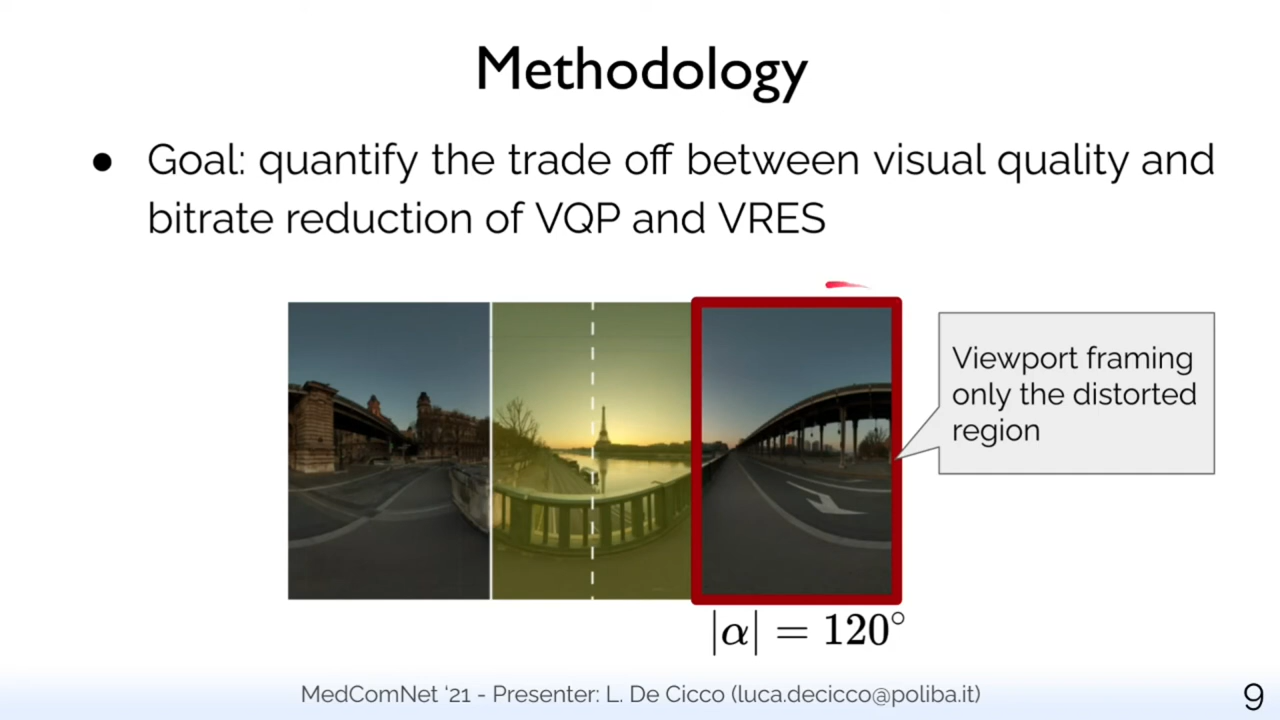 Methodology
● Goal: quantify the trade off between visual quality and
bitrate reduction of VQP and VRES
Viewport framing
only the distorted
region
|α| = 120°
MedComNet ‘21 - Presenter: L. De Cicco (luca.decicco@poliba.it)
9